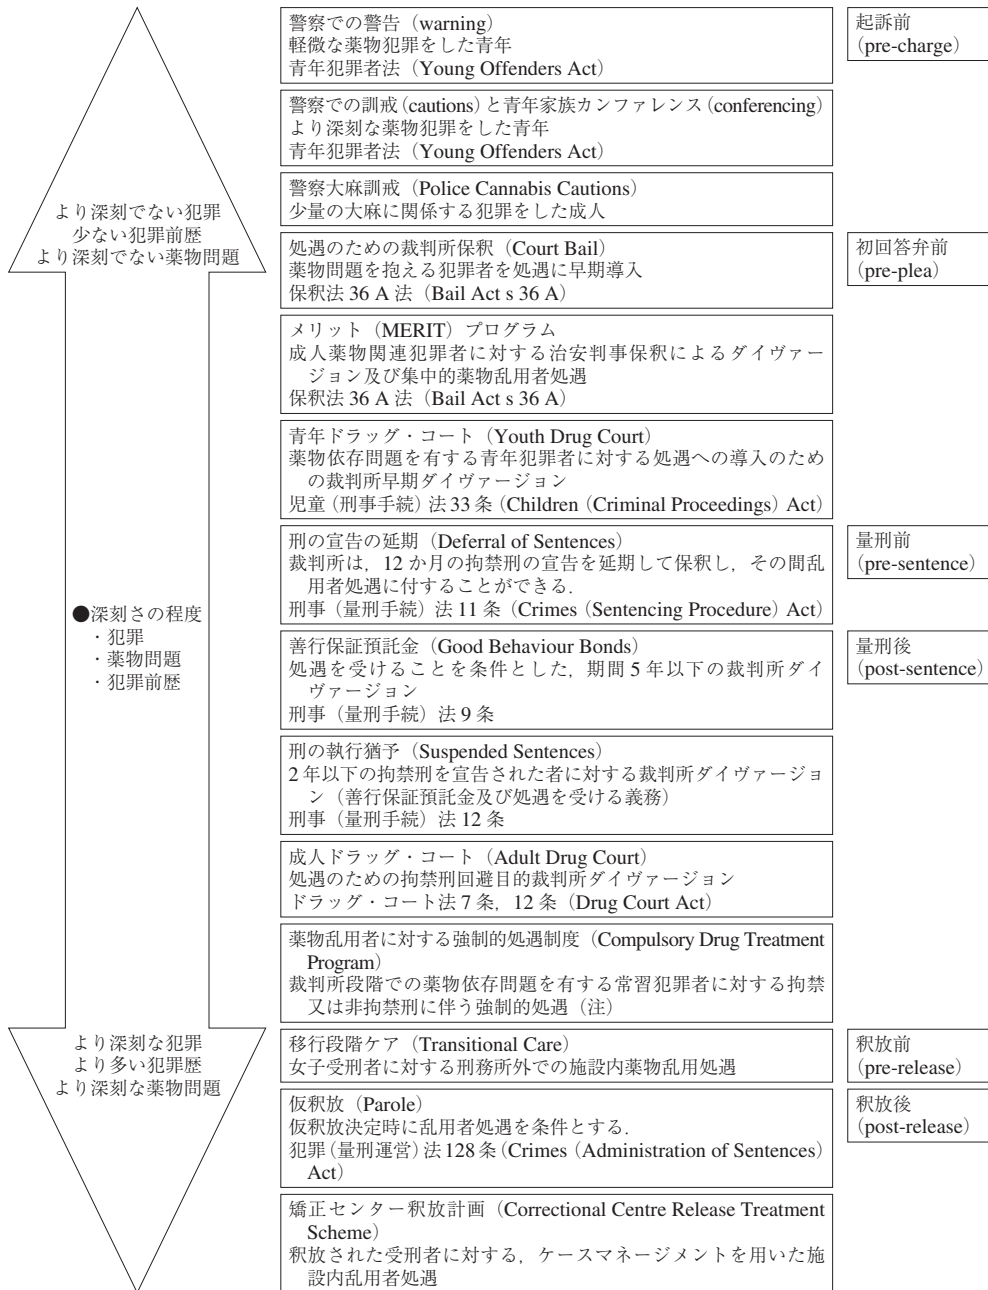 警察での警告（warning）
軽微な薬物犯罪をした青年
青年犯罪者法（Young Offenders Act）
起訴前
(pre-charge)
警察での訓戒（cautions）と青年家族カンファレンス（conferencing）
より深刻な薬物犯罪をした青年
青年犯罪者法（Young Offenders Act）
警察大麻訓戒（Police Cannabis Cautions）
少量の大麻に関係する犯罪をした成人
より深刻でない犯罪
少ない犯罪前歴
より深刻でない薬物問題
処遇のための裁判所保釈（Court Bail）
薬物問題を抱える犯罪者を処遇に早期導入
保釈法 36 A 法（Bail Act s 36 A）
初回答弁前
(pre-plea)
メリット（MERIT）プログラム
成人薬物関連犯罪者に対する治安判事保釈によるダイヴァー
ジョン及び集中的薬物乱用者処遇
保釈法 36 A 法（Bail Act s 36 A）
青年ドラッグ・コート（Youth Drug Court）
薬物依存問題を有する青年犯罪者に対する処遇への導入のため
の裁判所早期ダイヴァージョン
児童（刑事手続）法 33 条（Children（Criminal Proceedings）Act）
刑の宣告の延期（Deferral of Sentences）
裁判所は，12 か月の拘禁刑の宣告を延期して保釈し，その間乱
用者処遇に付することができる．
刑事（量刑手続）法 11 条（Crimes（Sentencing Procedure）Act）
量刑前
(pre-sentence)
●深刻さの程度
・犯罪
・薬物問題
・犯罪前歴
善行保証預託金（Good Behaviour Bonds）
処遇を受けることを条件とした，期間 5 年以下の裁判所ダイ
ヴァージョン
刑事（量刑手続）法 9 条
量刑後
(post-sentence)
刑の執行猶予（Suspended Sentences）
2 年以下の拘禁刑を宣告された者に対する裁判所ダイヴァージョ
ン（善行保証預託金及び処遇を受ける義務）
刑事（量刑手続）法 12 条
成人ドラッグ・コート（Adult Drug Court）
処遇のための拘禁刑回避目的裁判所ダイヴァージョン
ドラッグ・コート法 7 条，12 条（Drug Court Act）
薬物乱用者に対する強制的処遇制度（Compulsory Drug Treatment
Program）
裁判所段階での薬物依存問題を有する常習犯罪者に対する拘禁
又は非拘禁刑に伴う強制的処遇（注）
より深刻な犯罪
より多い犯罪歴
より深刻な薬物問題
移行段階ケア（Transitional Care）
女子受刑者に対する刑務所外での施設内薬物乱用処遇
釈放前
(pre-release)
仮釈放（Parole）
仮釈放決定時に乱用者処遇を条件とする．
犯罪（量刑運営）法 128 条（Crimes（Administration of Sentences）
Act）
釈放後
(post-release)
矯正センター釈放計画（Correctional Centre Release Treatment
Scheme）
釈放された受刑者に対する，ケースマネージメントを用いた施
設内乱用者処遇